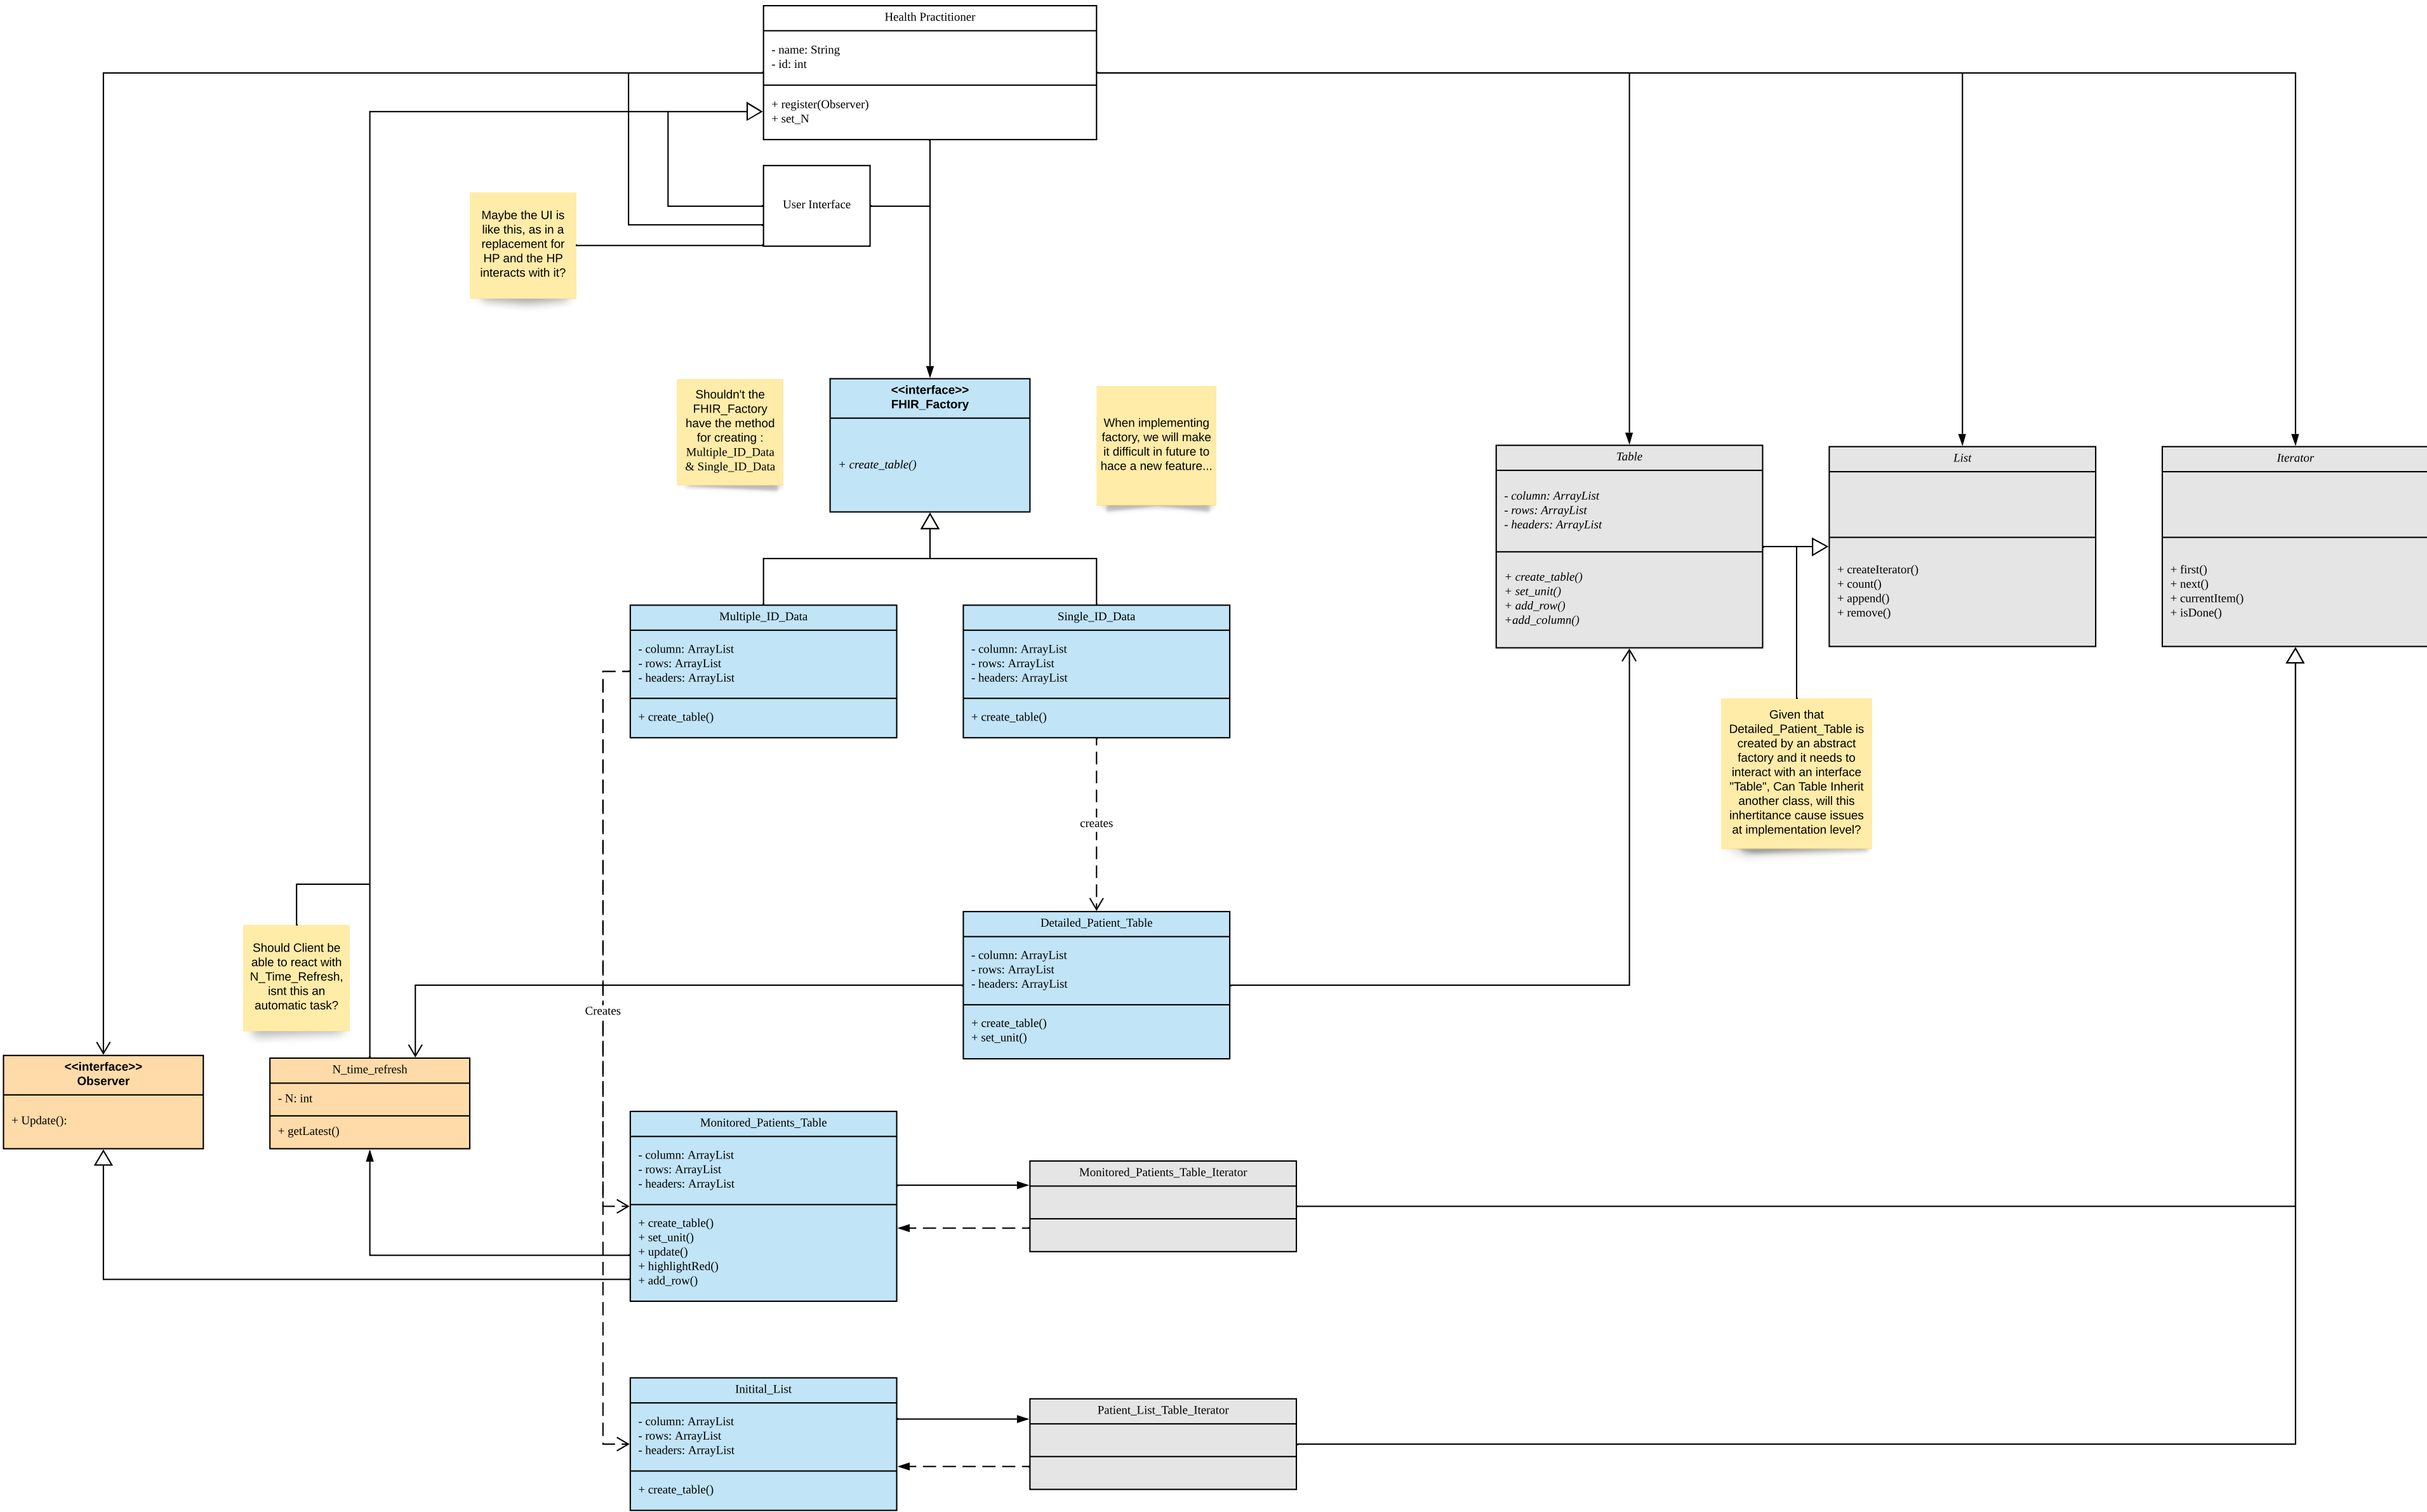 Health Practitioner
- name: String
- id: int
+ register(Observer)
+ set_N
User Interface
Maybe the UI is
like this, as in a
replacement for
HP and the HP
interacts with it?
Shouldn't the
FHIR_Factory
have the method
for creating :
Multiple_ID_Data
& Single_ID_Data
<<interface>>
FHIR_Factory
+ create_table()
When implementing
factory, we will make
it difficult in future to
hace a new feature...
Table
- column: ArrayList
- rows: ArrayList
- headers: ArrayList
+ create_table()
+ set_unit()
+ add_row()
+add_column()
List
+ createIterator()
+ count()
+ append()
+ remove()
Iterator
+ first()
+ next()
+ currentItem()
+ isDone()
Multiple_ID_Data
- column: ArrayList
- rows: ArrayList
- headers: ArrayList
+ create_table()
Single_ID_Data
- column: ArrayList
- rows: ArrayList
- headers: ArrayList
+ create_table()
Given that
Detailed_Patient_Table is
created by an abstract
factory and it needs to
interact with an interface
"Table", Can Table Inherit
another class, will this
inhertitance cause issues
at implementation level?
creates
Detailed_Patient_Table
- column: ArrayList
- rows: ArrayList
- headers: ArrayList
+ create_table()
+ set_unit()
Should Client be
able to react with
N_Time_Refresh,
isnt this an
automatic task?
Creates
<<interface>>
Observer
+ Update():
N_time_refresh
- N: int
+ getLatest()
Monitored_Patients_Table
- column: ArrayList
- rows: ArrayList
- headers: ArrayList
+ create_table()
+ set_unit()
+ update()
+ highlightRed()
+ add_row()
Monitored_Patients_Table_Iterator
Initital_List
- column: ArrayList
- rows: ArrayList
- headers: ArrayList
+ create_table()
Patient_List_Table_Iterator